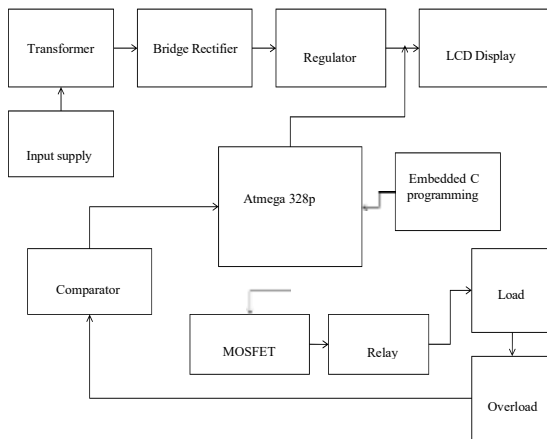 Transformer
Bridge Rectifier
Regulator
LCD Display
Input supply
Atmega 328p
Embedded C
programming
Comparator
MOSFET
Relay
Load
Overload